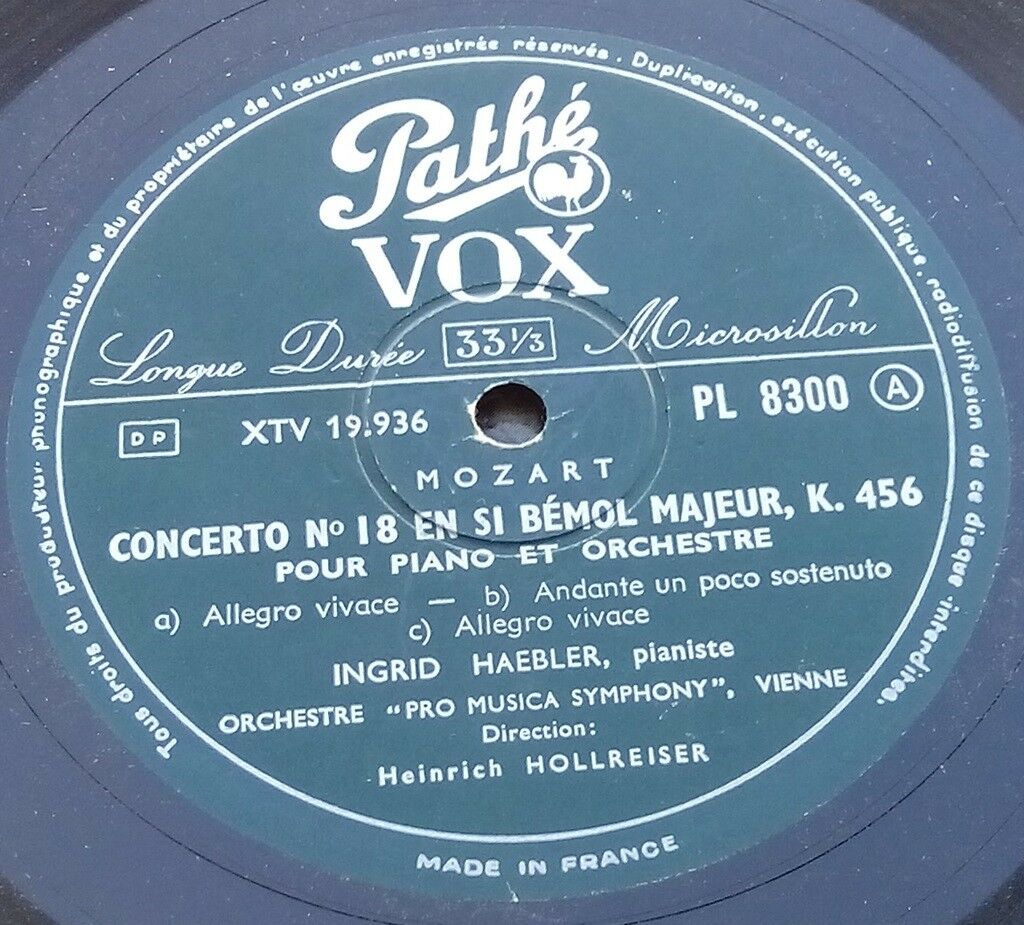 Tous droits du producteur phonographique et du propriétaire de l'œuvre enregistrée réservés. Duplication, exécution publique, radiodiffusion de ce disque interdires.
Pathé
VOX
Longue Durée 33 1/3 Microsillon
DP XTV 19.936 PL 8300 A
MOZART
CONCERTO No 18 EN SI BÉMOL MAJEUR, K. 456
POUR PIANO ET ORCHESTRE
a) Allegro vivace — b) Andante un poco sostenuto
c) Allegro vivace
INGRID HAEBLER, pianiste
ORCHESTRE "PRO MUSICA SYMPHONY", VIENNE
Direction:
Heinrich HOLLREISER
MADE IN FRANCE